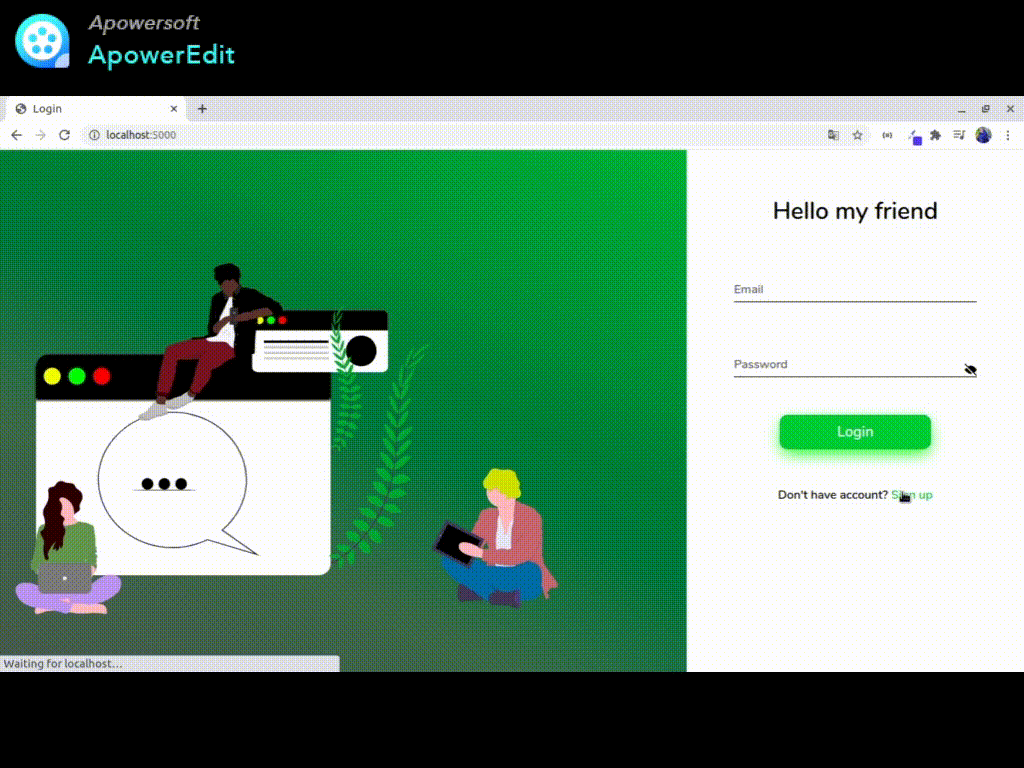 Apowersoft
ApowerEdit
Login
localhost:5000
Hello my friend
Email
Password
Login
Don't have account? Sign up
Waiting for localhost...